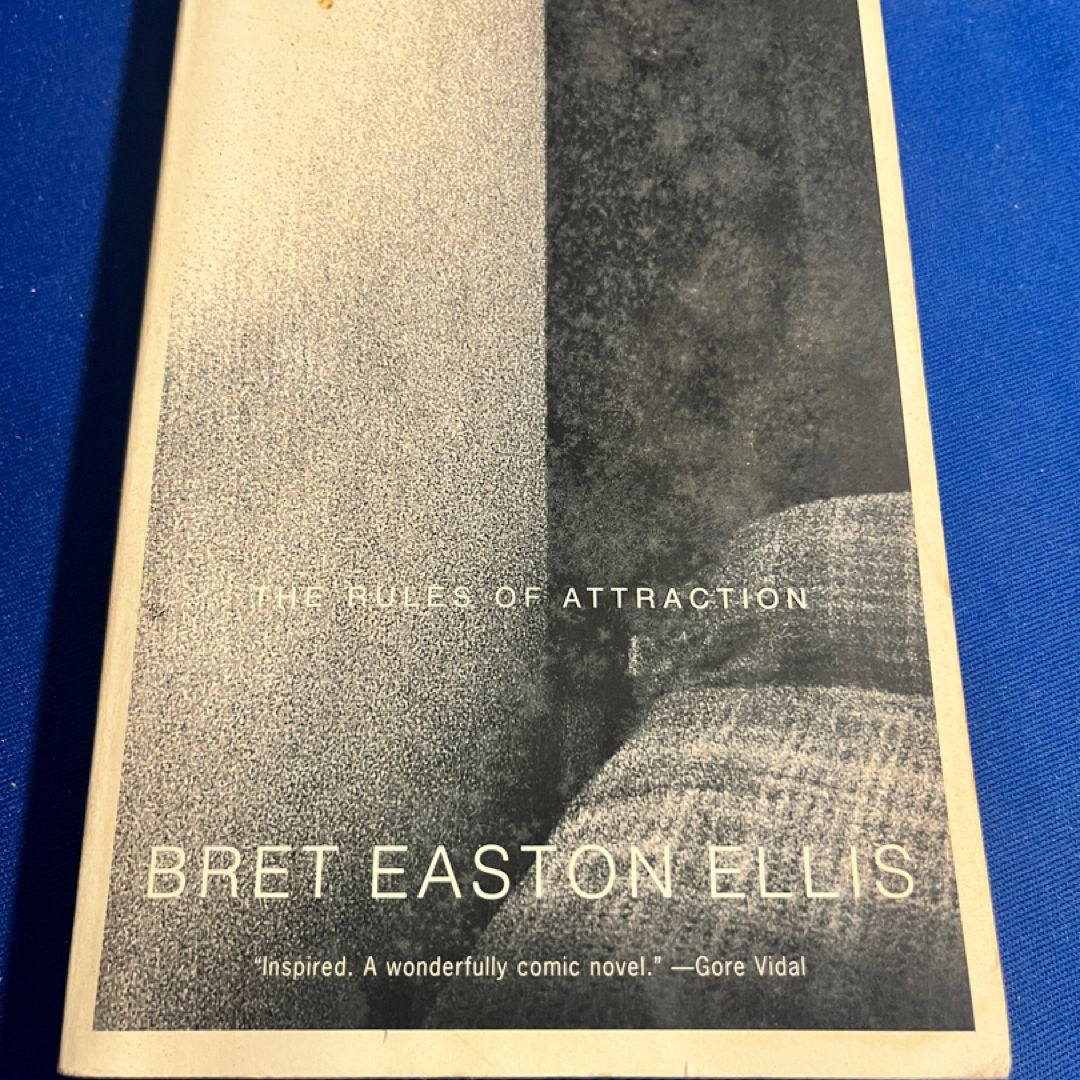 THE RULES OF ATTRACTION
BRET EASTON ELLIS
“Inspired. A wonderfully comic novel.” —Gore Vidal